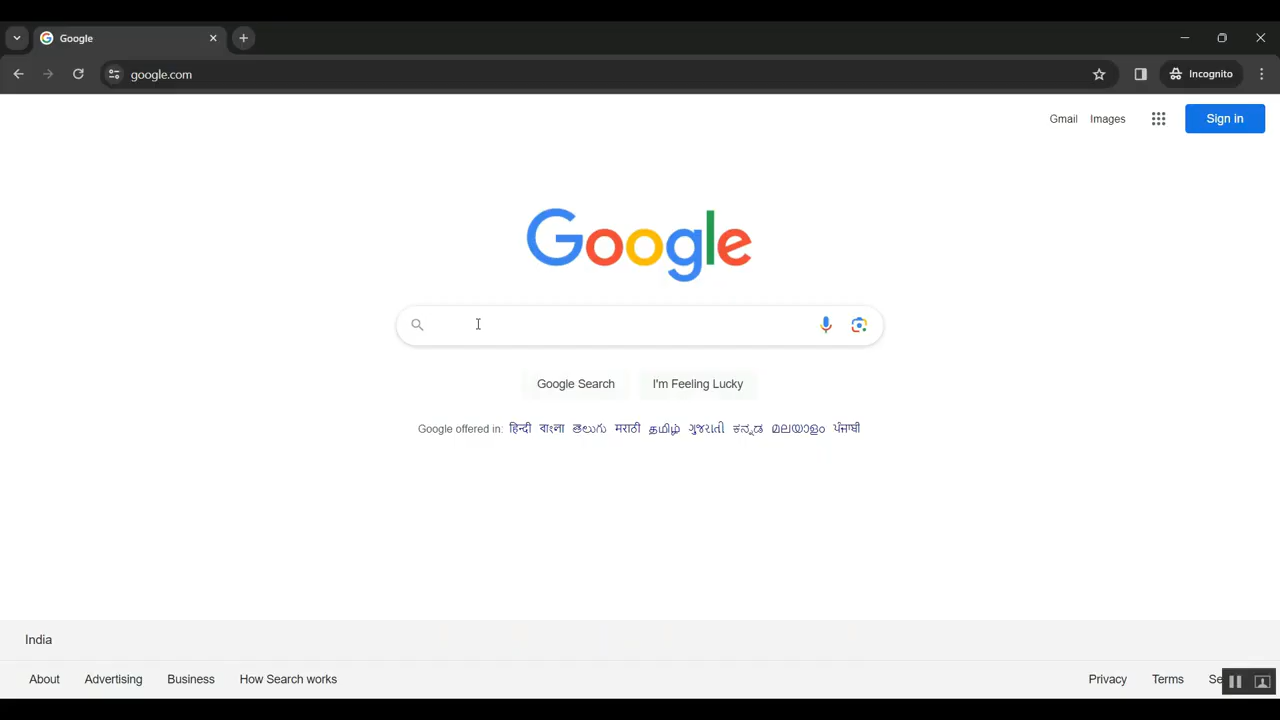 Google
google.com
Incognito
Gmail Images Sign in
Google
Google Search I'm Feeling Lucky
Google offered in: हिन्दी বাংলা తెలుగు मराठी தமிழ் ગુજરાતી ಕನ್ನಡ മലയാളം ਪੰਜਾਬੀ
India
About Advertising Business How Search works Privacy Terms Se